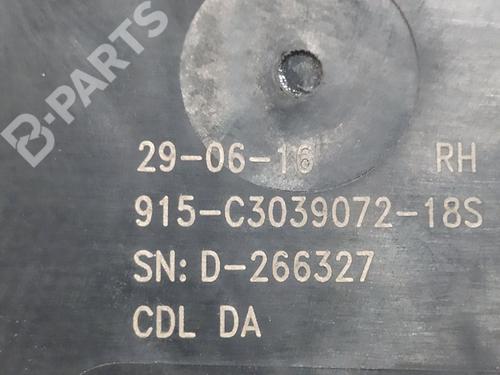 B-PARTS
29-06-16 RH
915-C3039072-18S
SN: D-266327
CDL DA